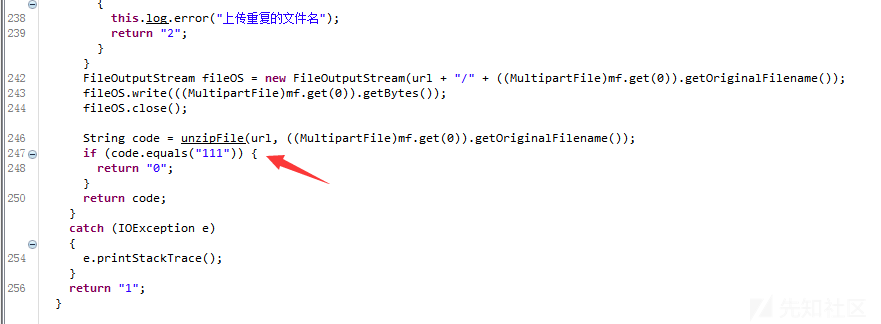 238 {
this.log.error("上传重复的文件名");
239 return "2";
}
}
242 FileOutputStream fileOS = new FileOutputStream(url + "/" + ((MultipartFile)mf.get(0)).getOriginalFilename());
243 fileOS.write(((MultipartFile)mf.get(0)).getBytes());
244 fileOS.close();
246 String code = unzipFile(url, ((MultipartFile)mf.get(0)).getOriginalFilename());
247 if (code.equals("111")) {
248 return "0";
}
250 return code;
}
catch (IOException e)
{
254 e.printStackTrace();
}
256 return "1";
}
先知社区